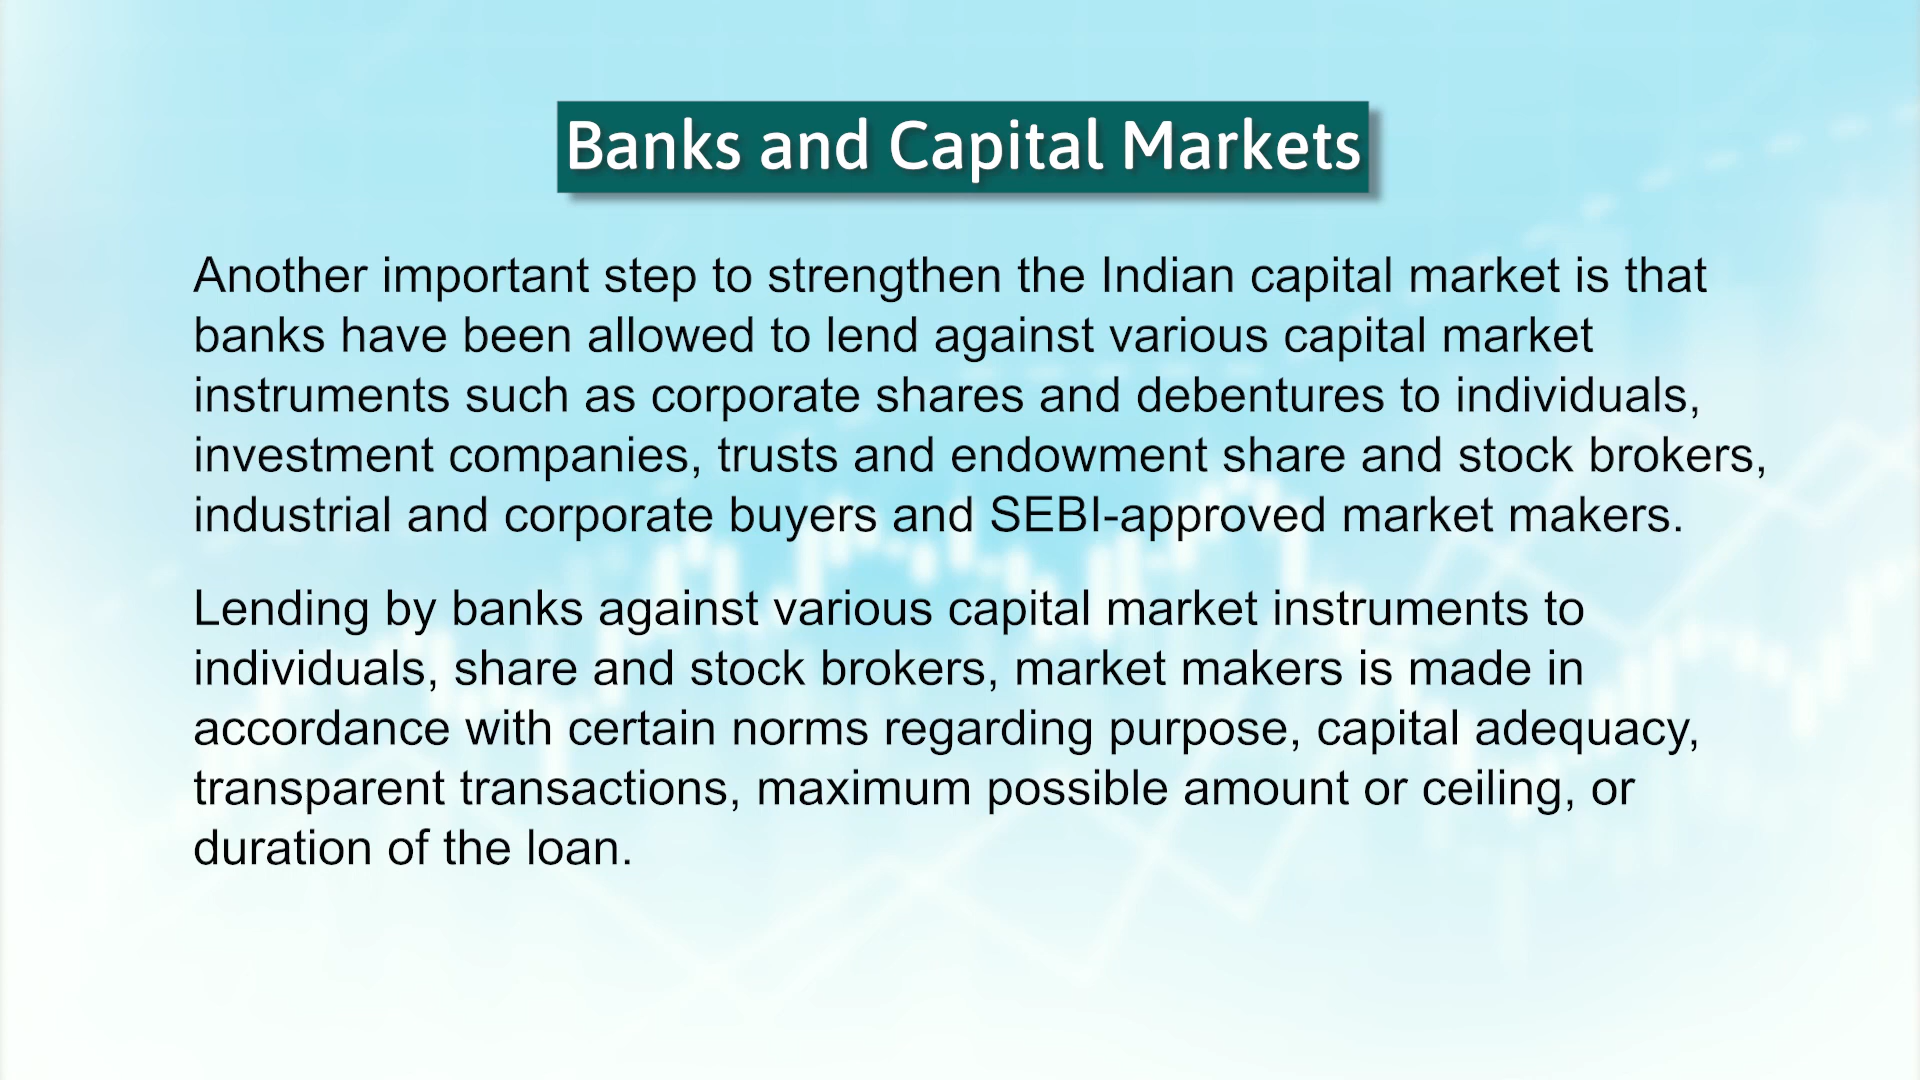 Banks and Capital Markets
Another important step to strengthen the Indian capital market is that
banks have been allowed to lend against various capital market
instruments such as corporate shares and debentures to individuals,
investment companies, trusts and endowment share and stock brokers,
industrial and corporate buyers and SEBI-approved market makers.
Lending by banks against various capital market instruments to
individuals, share and stock brokers, market makers is made in
accordance with certain norms regarding purpose, capital adequacy,
transparent transactions, maximum possible amount or ceiling, or
duration of the loan.